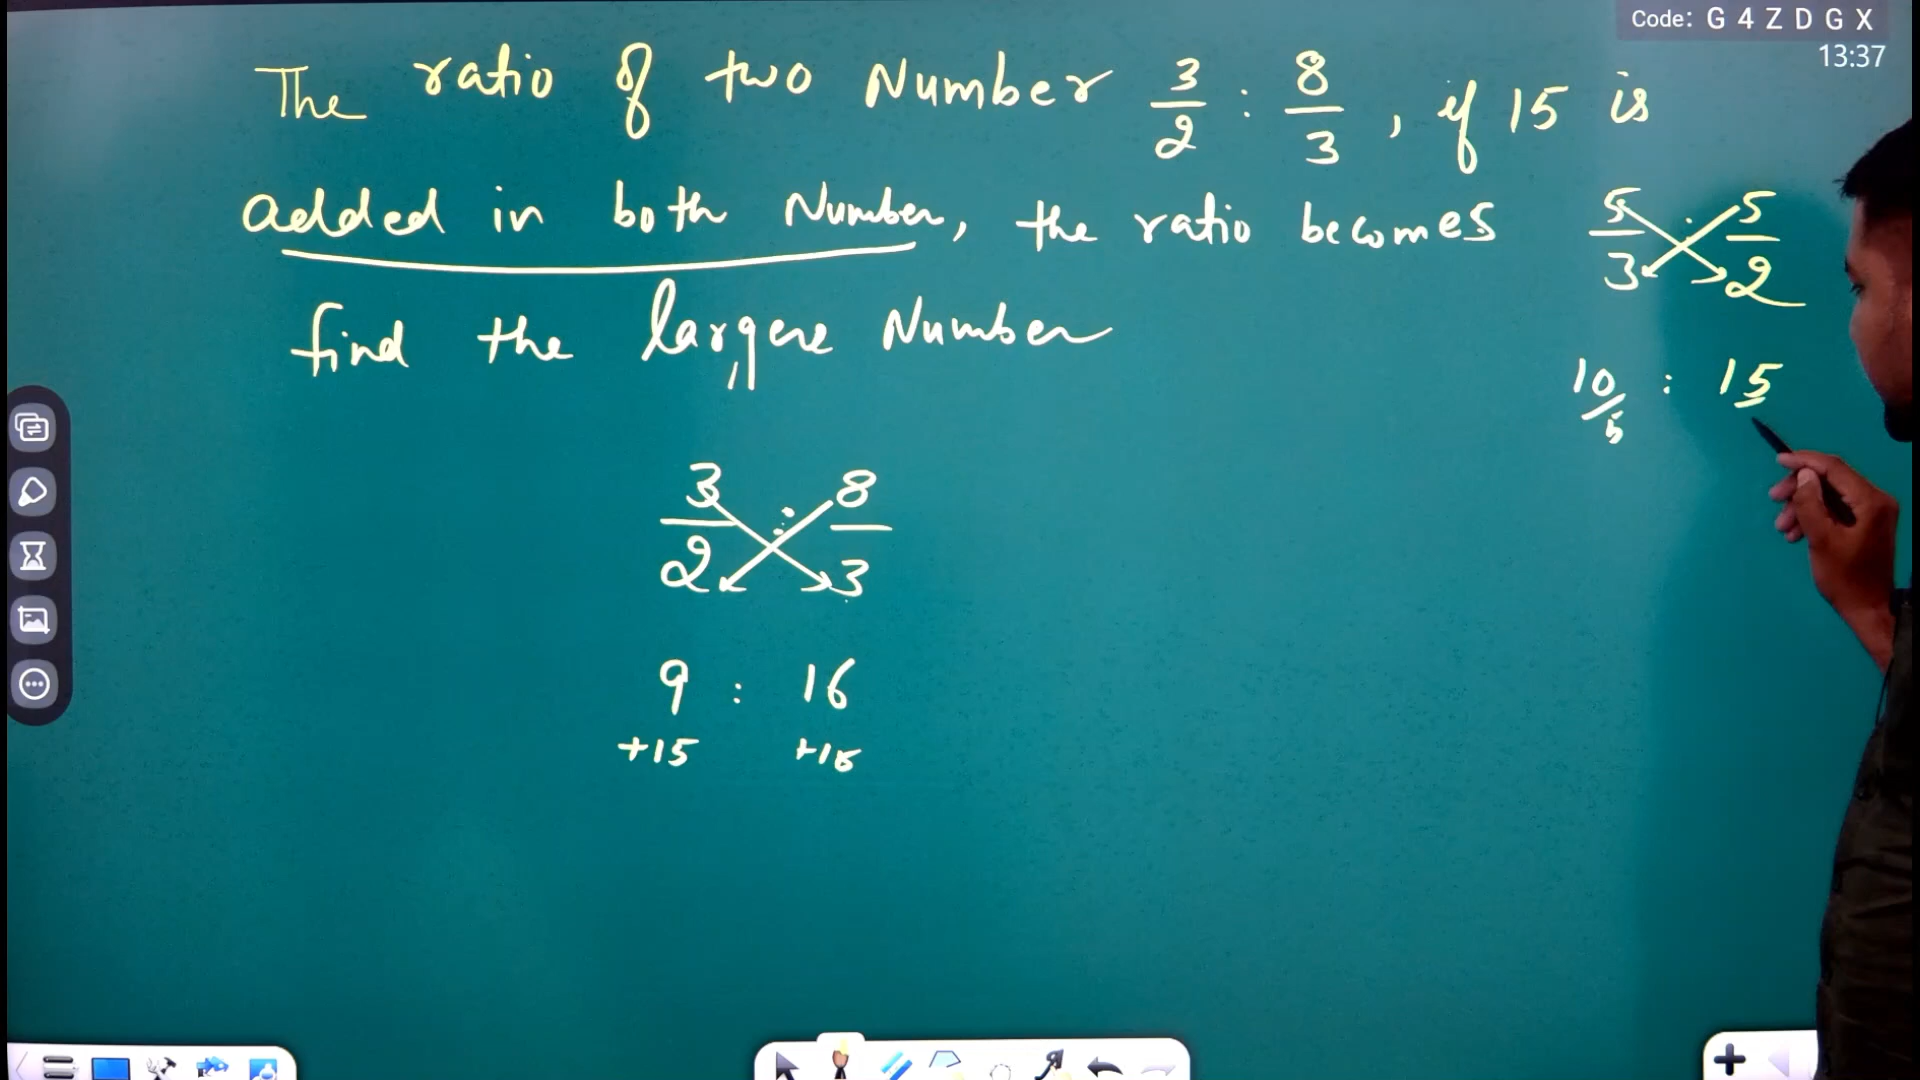 Code: G 4 Z D G X
13:37
The ratio of two Number 3/2 : 8/3, if 15 is
added in both Number, the ratio becomes 5/3 : 5/2
find the largere Number
10/5 : 15
3/2 : 8/3
9 : 16
+15 +15